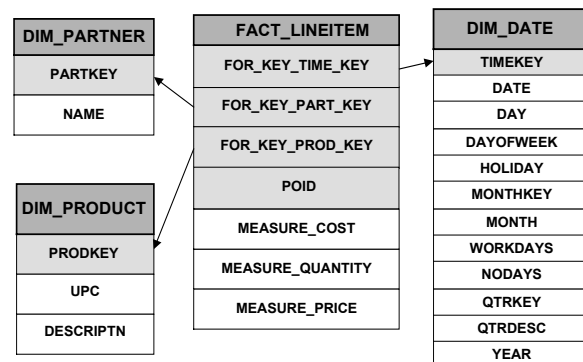 DIM_PARTNER
PARTKEY
NAME
DIM_PRODUCT
PRODKEY
UPC
DESCRIPTN
FACT_LINEITEM
FOR_KEY_TIME_KEY
FOR_KEY_PART_KEY
FOR_KEY_PROD_KEY
POID
MEASURE_COST
MEASURE_QUANTITY
MEASURE_PRICE
DIM_DATE
TIMEKEY
DATE
DAY
DAYOFWEEK
HOLIDAY
MONTHKEY
MONTH
WORKDAYS
NODAYS
QTRKEY
QTRDESC
YEAR